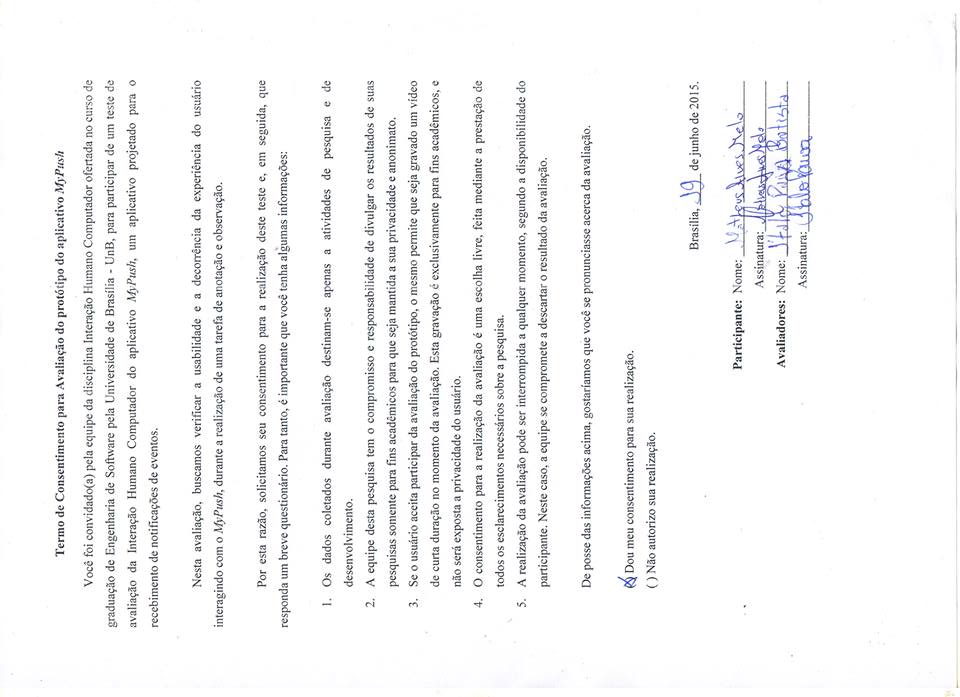 Termo de Consentimento para Avaliação do protótipo do aplicativo MyPush
Você foi convidado(a) pela equipe da disciplina Interação Humano Computador ofertada no curso de
graduação de Engenharia de Software pela Universidade de Brasília - UnB, para participar de um teste de
avaliação da Interação Humano Computador do aplicativo MyPush, um aplicativo projetado para o
recebimento de notificações de eventos.
Nesta avaliação, buscamos verificar a usabilidade e a decorrência da experiência do usuário
interagindo com o MyPush, durante a realização de uma tarefa de anotação e observação.
Por esta razão, solicitamos seu consentimento para a realização deste teste e, em seguida, que
responda um breve questionário. Para tanto, é importante que você tenha algumas informações:
1. Os dados coletados durante avaliação destinam-se apenas a atividades de pesquisa e de
desenvolvimento.
2. A equipe desta pesquisa tem o compromisso e responsabilidade de divulgar os resultados de suas
pesquisas somente para fins acadêmicos para que seja mantida a sua privacidade e anonimato.
3. Se o usuário aceita participar da avaliação do protótipo, o mesmo permite que seja gravado um vídeo
de curta duração no momento da avaliação. Esta gravação é exclusivamente para fins acadêmicos, e
não será exposta a privacidade do usuário.
4. O consentimento para a realização da avaliação é uma escolha livre, feita mediante a prestação de
todos os esclarecimentos necessários sobre a pesquisa.
5. A realização da avaliação pode ser interrompida a qualquer momento, segundo a disponibilidade do
participante. Neste caso, a equipe se compromete a descartar o resultado da avaliação.
De posse das informações acima, gostaríamos que você se pronunciasse acerca da avaliação.
(X) Dou meu consentimento para sua realização.
( ) Não autorizo sua realização.
Brasília, 19 de junho de 2015.
Participante: Nome: Matheus Alves Melo
Assinatura: Matheus Alves Melo
Avaliadores: Nome: Italo Paiva Batista
Assinatura: Italo Paiva